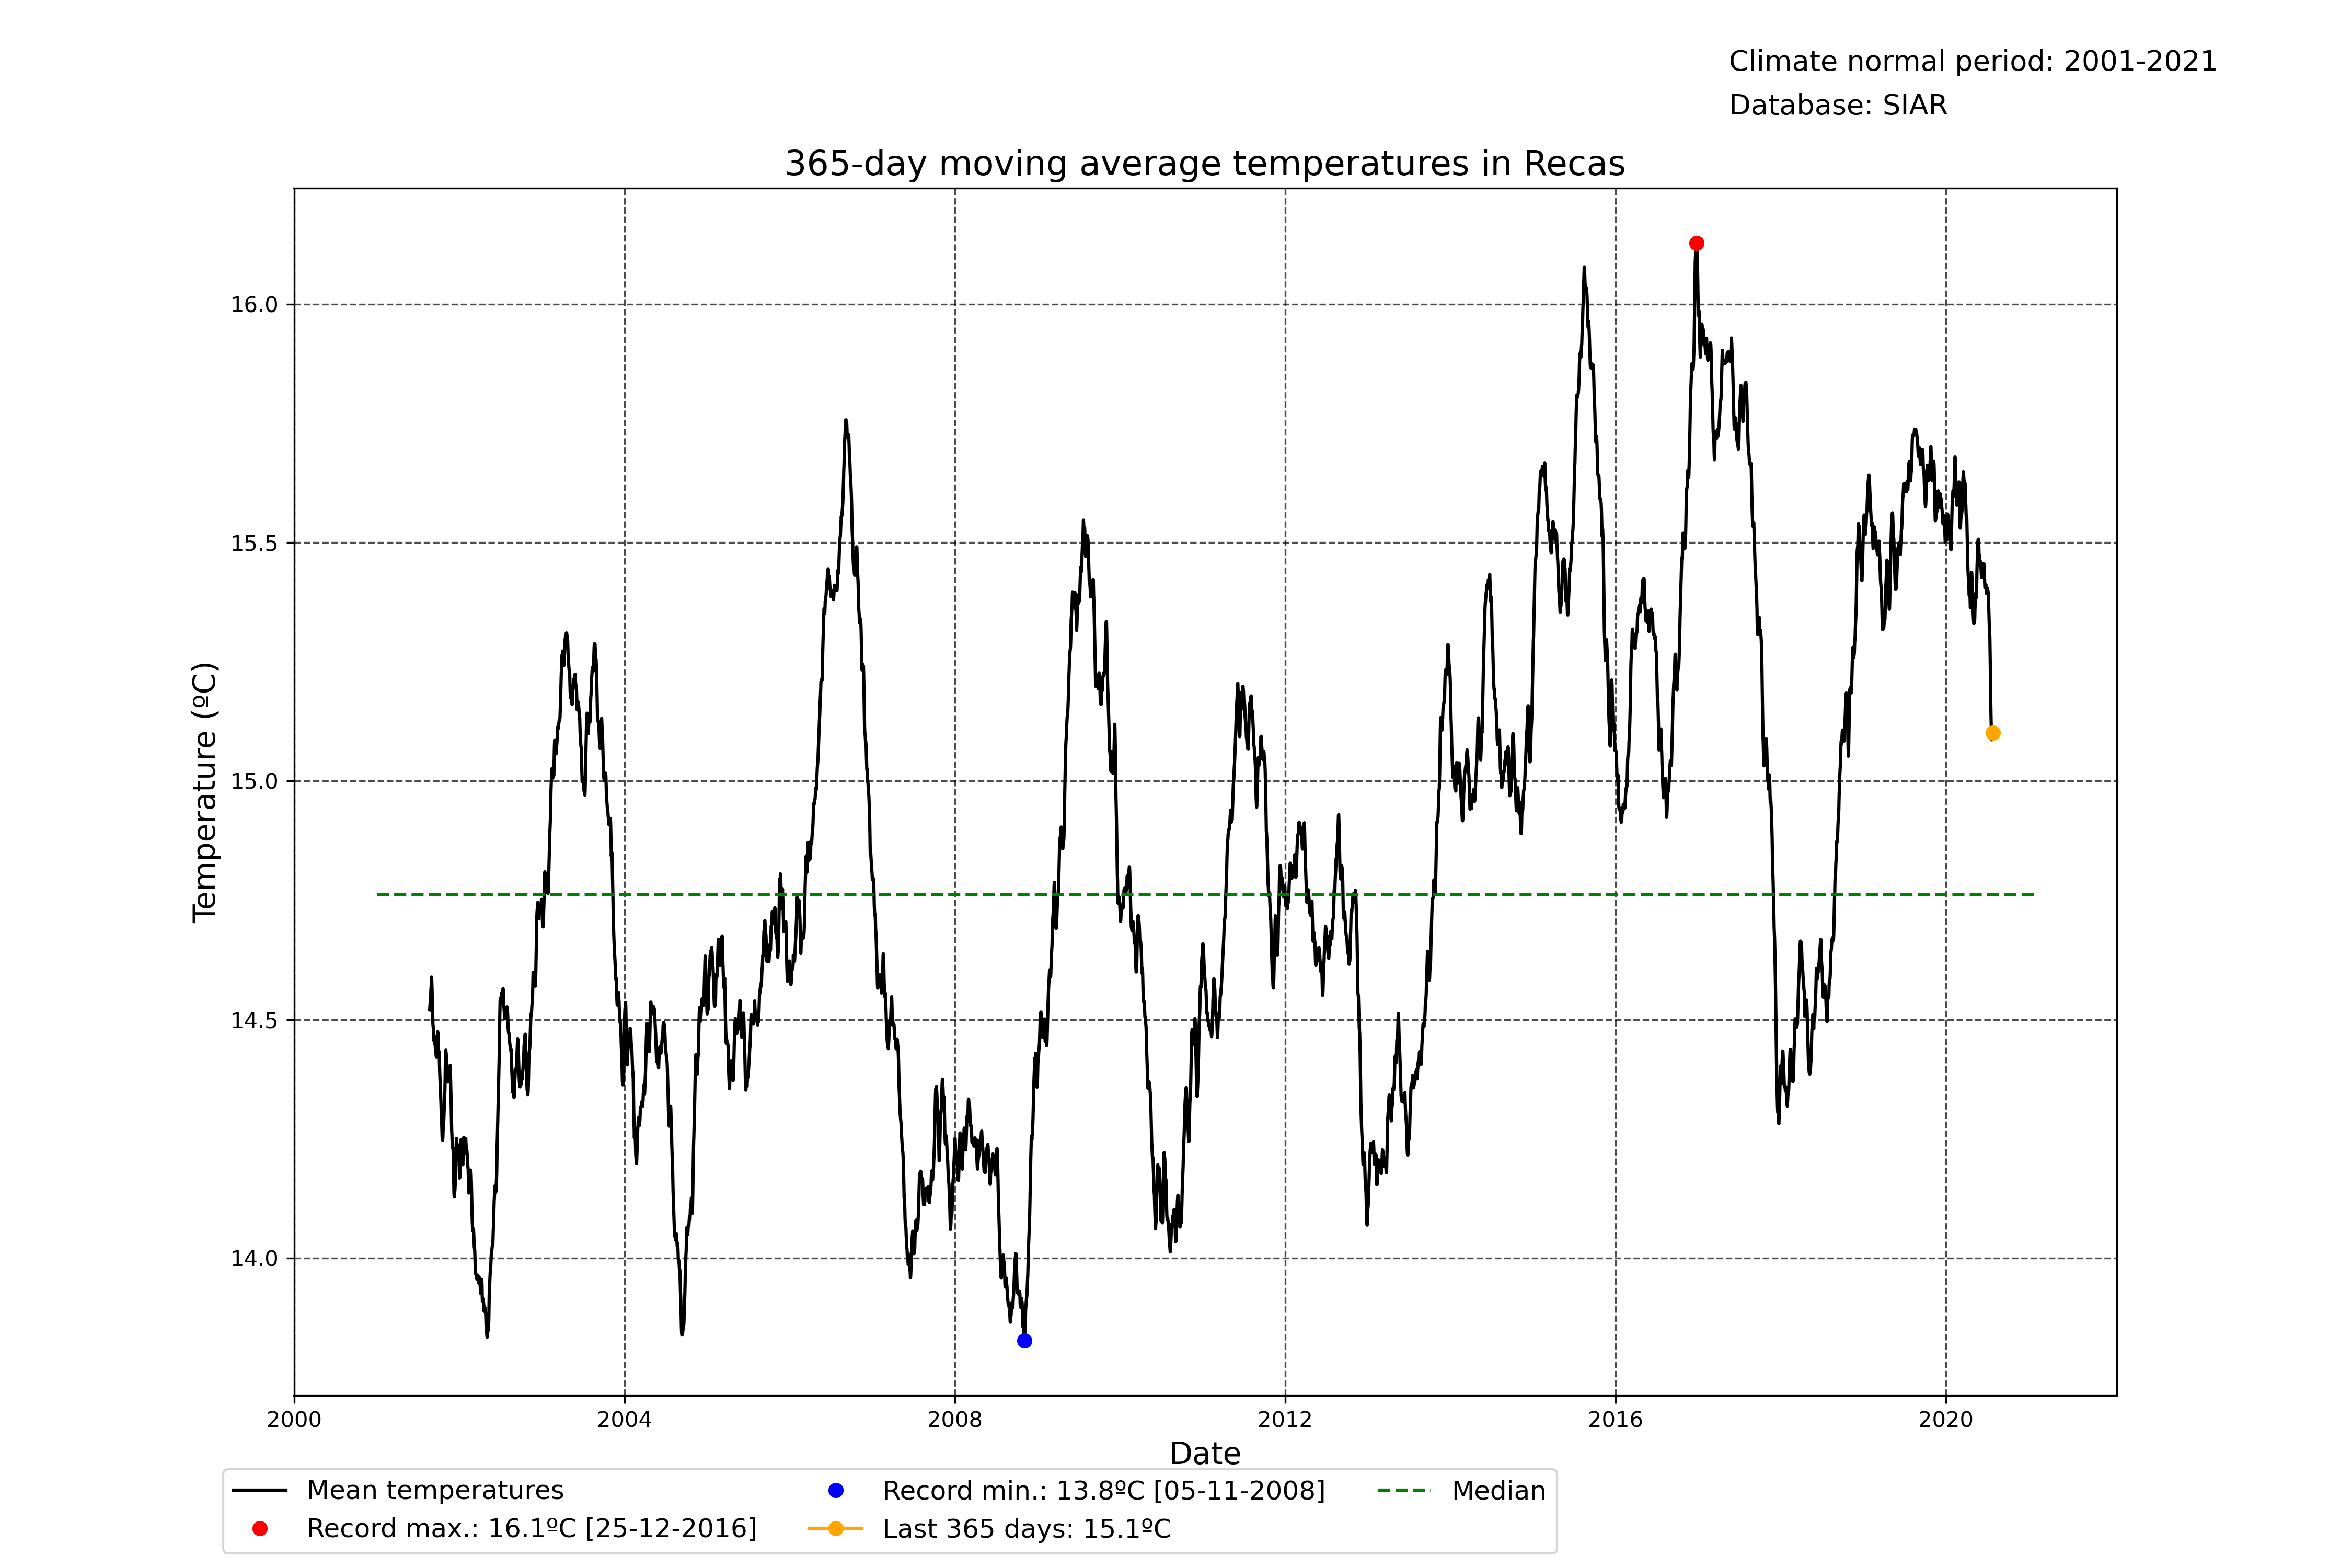 Climate normal period: 2001-2021
Database: SIAR
365-day moving average temperatures in Recas
Temperature (ºC)
16.0
15.5
15.0
14.5
14.0
2000 2004 2008 2012 2016 2020
Date
Mean temperatures
Record max.: 16.1ºC [25-12-2016]
Record min.: 13.8ºC [05-11-2008]
Last 365 days: 15.1ºC
Median